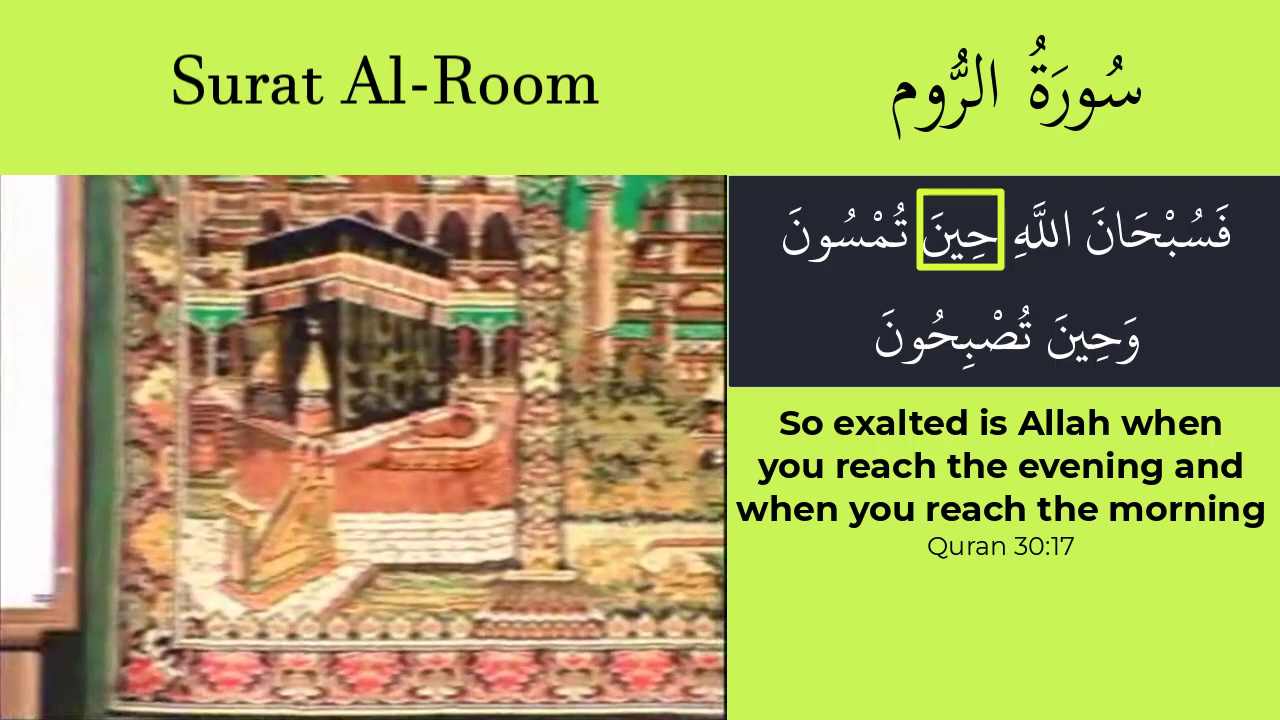 Surat Al-Room
سُورَةُ الرُّوم
فَسُبْحَانَ اللَّهِ حِينَ تُمْسُونَ
وَحِينَ تُصْبِحُونَ
So exalted is Allah when
you reach the evening and
when you reach the morning
Quran 30:17